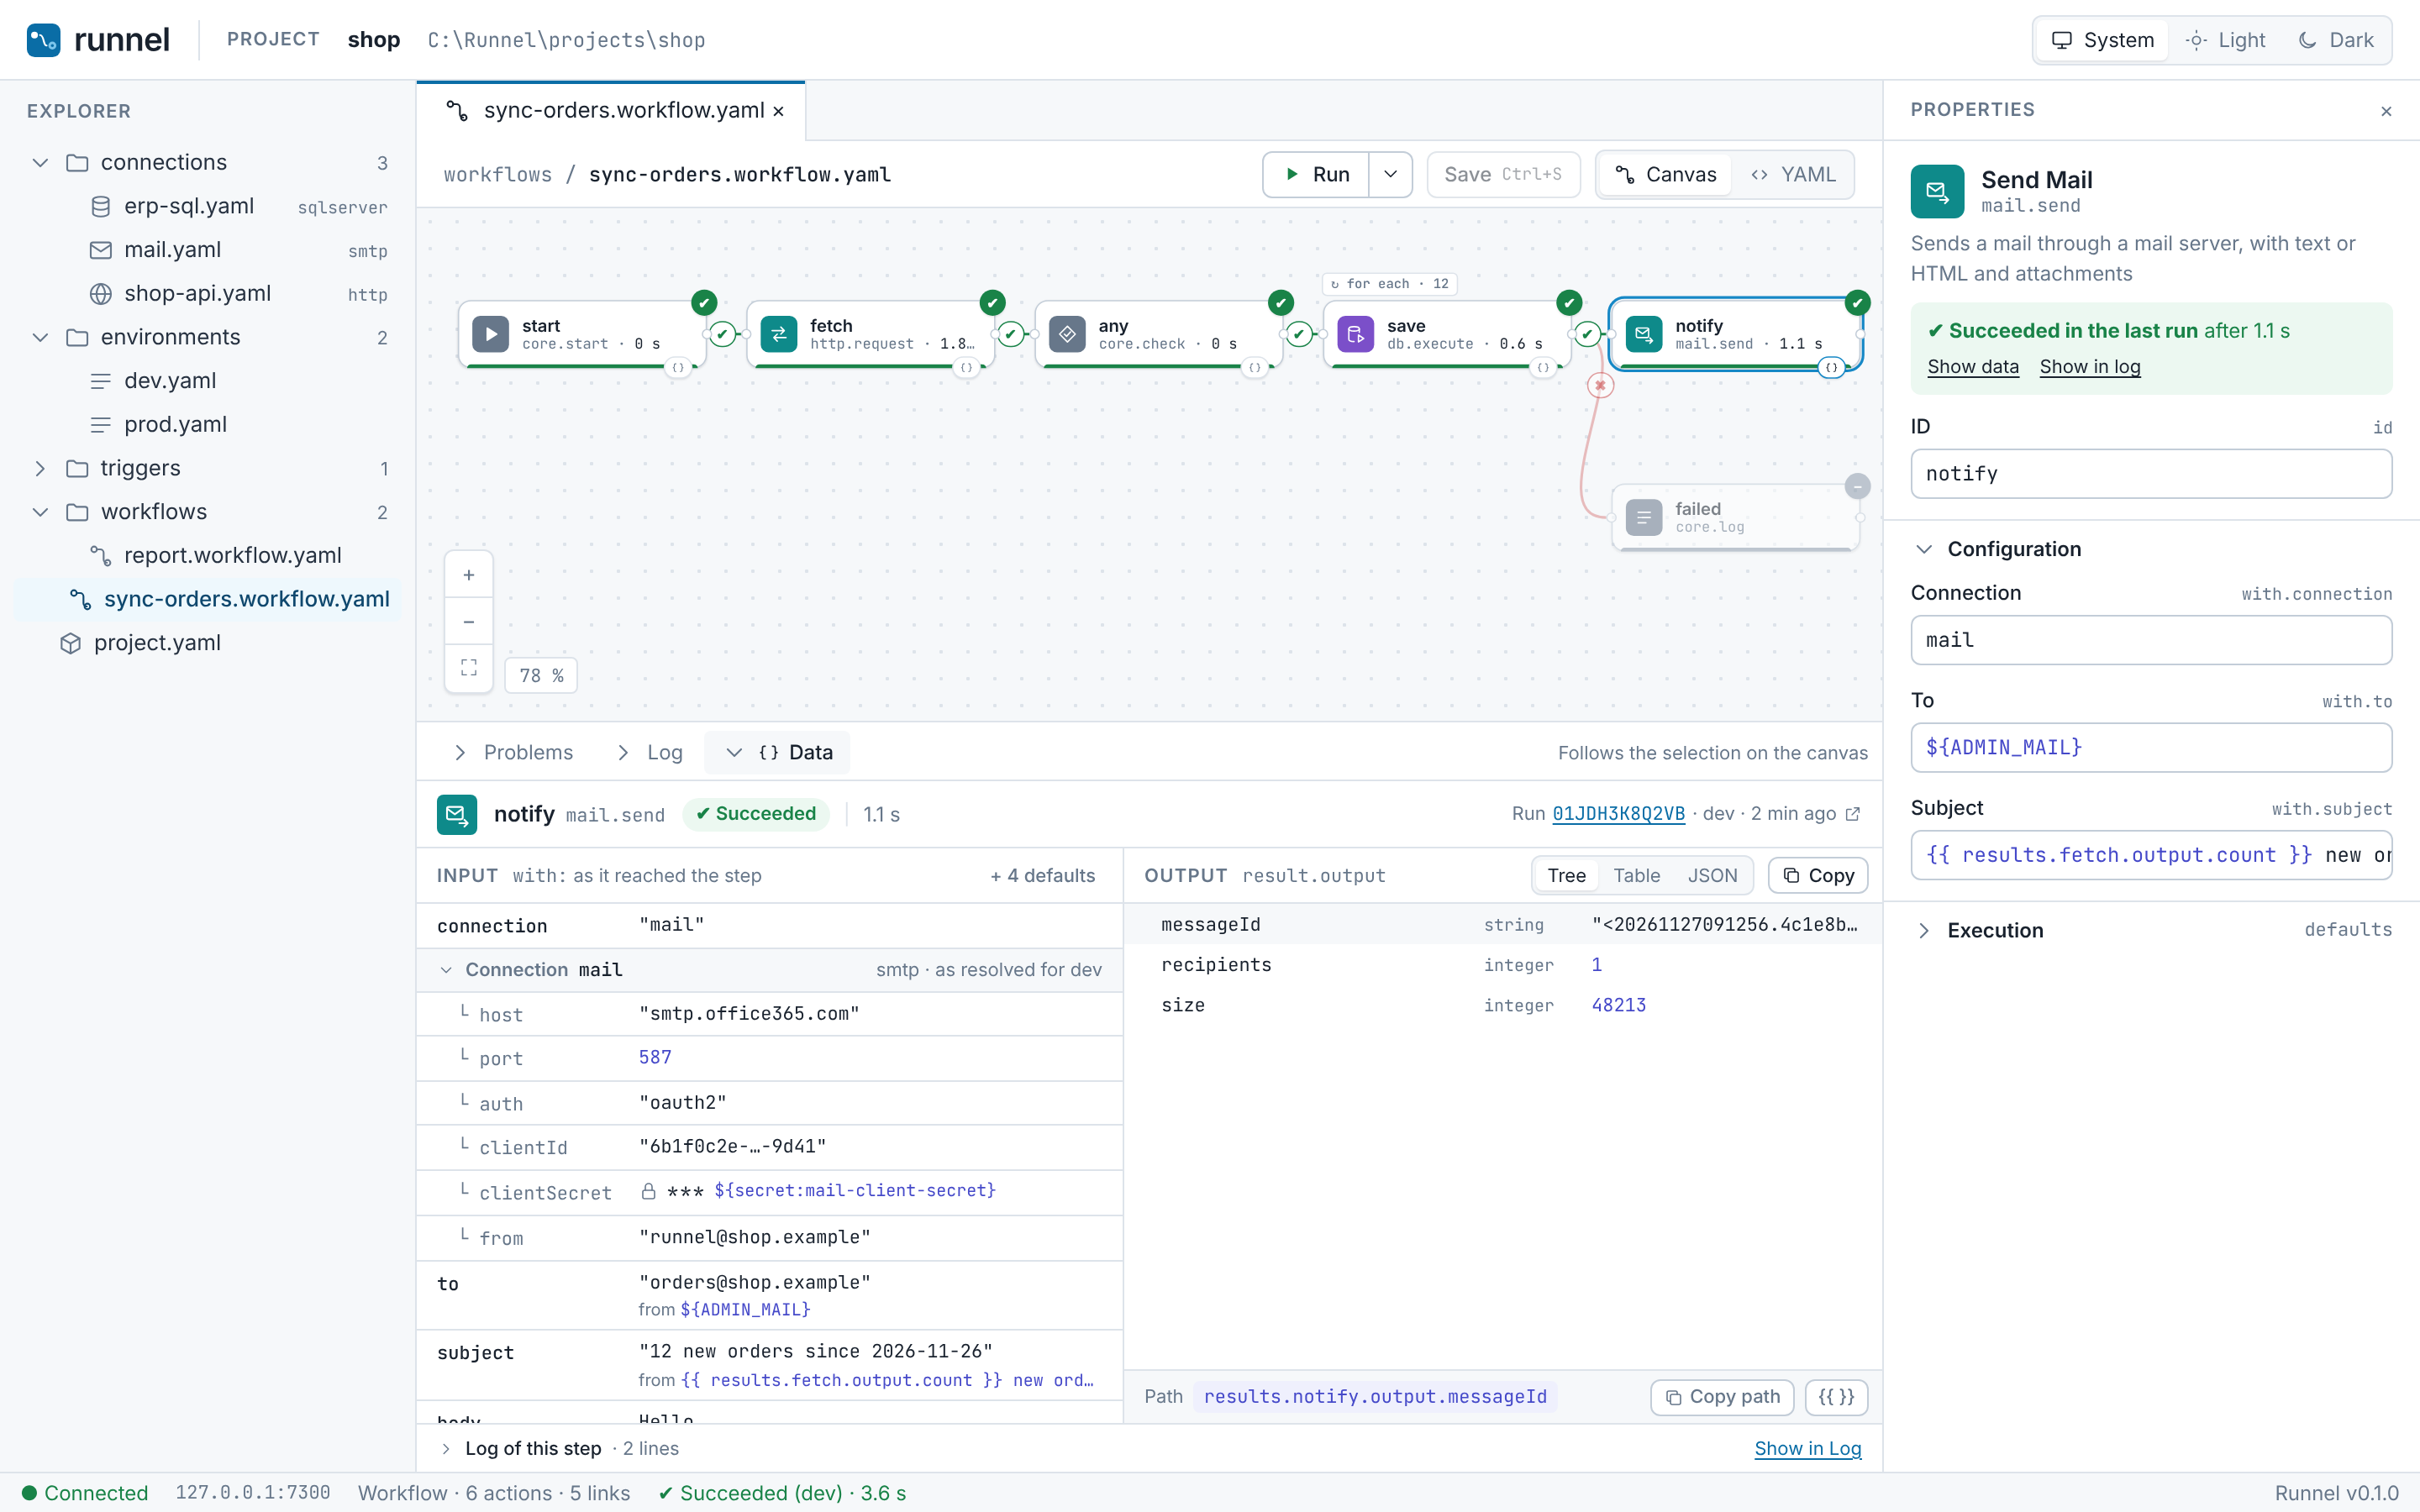 runnel PROJECT shop C:\Runnel\projects\shop System Light Dark
EXPLORER
connections 3
erp-sql.yaml sqlserver
mail.yaml smtp
shop-api.yaml http
environments 2
dev.yaml
prod.yaml
triggers 1
workflows 2
report.workflow.yaml
sync-orders.workflow.yaml
project.yaml
sync-orders.workflow.yaml ×
workflows / sync-orders.workflow.yaml Run Save Ctrl+S Canvas <> YAML
↻ for each · 12
start
core.start · 0 s
{}
fetch
http.request · 1.8…
{}
any
core.check · 0 s
{}
save
db.execute · 0.6 s
{}
notify
mail.send · 1.1 s
{}
failed
core.log
+
−
78 %
Problems Log {} Data Follows the selection on the canvas
notify mail.send ✔ Succeeded 1.1 s Run 01JDH3K8Q2VB · dev · 2 min ago
INPUT with: as it reached the step + 4 defaults
connection "mail"
Connection mail smtp · as resolved for dev
└ host "smtp.office365.com"
└ port 587
└ auth "oauth2"
└ clientId "6b1f0c2e-…-9d41"
└ clientSecret *** ${secret:mail-client-secret}
└ from "runnel@shop.example"
to "orders@shop.example"
from ${ADMIN_MAIL}
subject "12 new orders since 2026-11-26"
from {{ results.fetch.output.count }} new ord…
body Hello
OUTPUT result.output Tree Table JSON Copy
messageId string "<20261127091256.4c1e8b…
recipients integer 1
size integer 48213
Path results.notify.output.messageId Copy path {{ }}
Log of this step · 2 lines Show in Log
PROPERTIES ×
Send Mail
mail.send
Sends a mail through a mail server, with text or
HTML and attachments
✔ Succeeded in the last run after 1.1 s
Show data Show in log
ID id
notify
Configuration
Connection with.connection
mail
To with.to
${ADMIN_MAIL}
Subject with.subject
{{ results.fetch.output.count }} new or
Execution defaults
Connected 127.0.0.1:7300 Workflow · 6 actions · 5 links ✔ Succeeded (dev) · 3.6 s Runnel v0.1.0